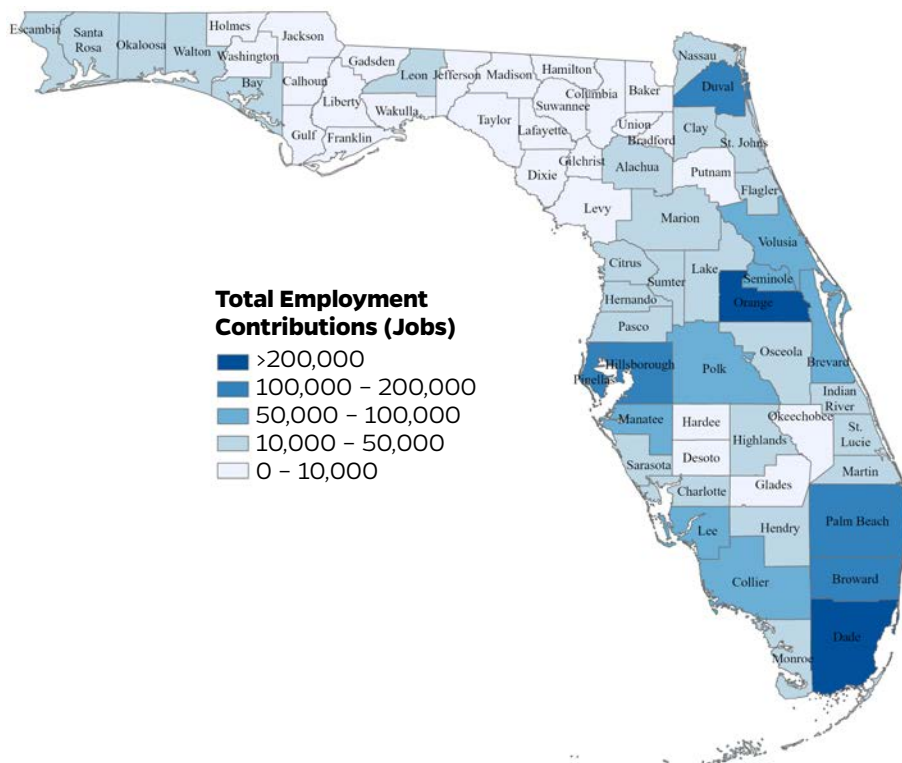 Escambia
Santa
Rosa
Okaloosa
Walton
Holmes
Washington
Jackson
Bay
Calhoun
Gulf
Liberty
Gadsden
Franklin
Leon
Wakulla
Jefferson
Madison
Taylor
Hamilton
Suwannee
Lafayette
Columbia
Dixie
Gilchrist
Baker
Union
Bradford
Nassau
Duval
Clay
St. Johns
Alachua
Putnam
Flagler
Levy
Marion
Volusia
Citrus
Hernando
Sumter
Lake
Seminole
Orange
Pasco
Total Employment
Contributions (Jobs)
>200,000
100,000 – 200,000
50,000 – 100,000
10,000 – 50,000
0 – 10,000
Pinellas
Hillsborough
Polk
Osceola
Brevard
Indian
River
Manatee
Hardee
Highlands
Okeechobee
St.
Lucie
Sarasota
Desoto
Martin
Charlotte
Glades
Lee
Hendry
Palm Beach
Collier
Broward
Monroe
Dade